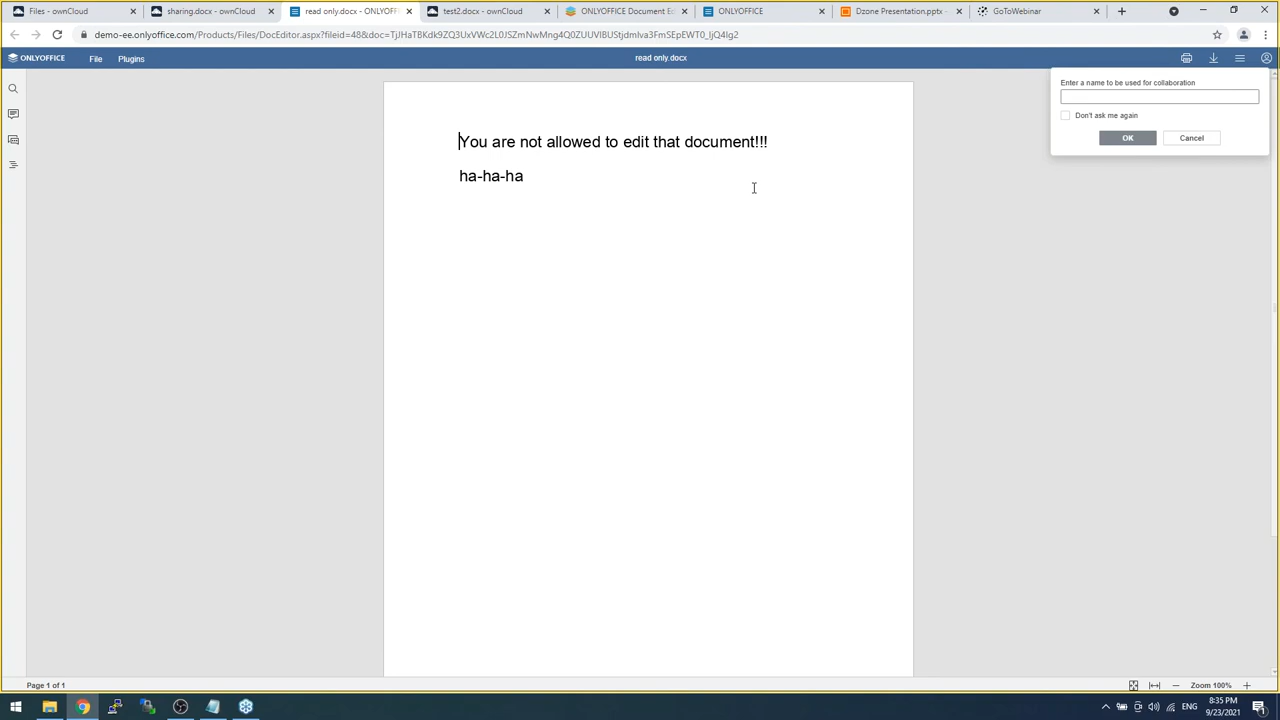 Files - ownCloud
sharing.docx - ownCloud
read only.docx - ONLYOFF
test2.docx - ownCloud
ONLYOFFICE Document Ed
ONLYOFFICE
Dzone Presentation.pptx -
GoToWebinar
demo-ee.onlyoffice.com/Products/Files/DocEditor.aspx?fileid=48&doc=
ONLYOFFICE
File
Plugins
read only.docx
Enter a name to be used for collaboration
Don't ask me again
OK
Cancel
You are not allowed to edit that document!!!
ha-ha-ha
Page 1 of 1
Zoom 100%
ENG
8:35 PM
9/23/2021
1